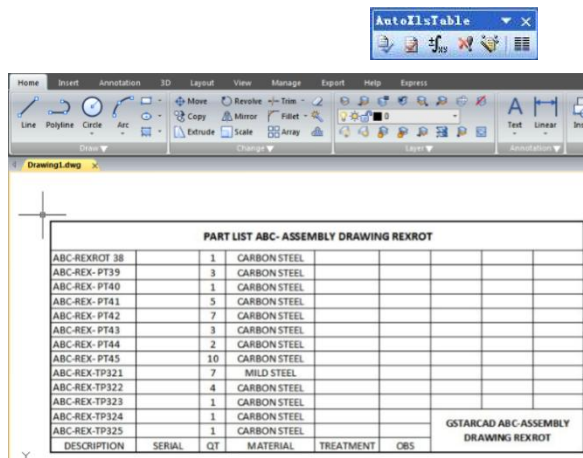 AutoXlsTable
Home Insert Annotation 3D Layout View Manage Export Help Express
Move Revolve Trim
Copy Mirror Fillet 0
Line Polyline Circle Arc Extrude Scale Array Text Linear
Draw Change Layer Annotation
Drawing1.dwg
PART LIST ABC- ASSEMBLY DRAWING REXROT
ABC-REXROT 38 1 CARBON STEEL
ABC-REX- PT39 3 CARBON STEEL
ABC-REX- PT40 1 CARBON STEEL
ABC-REX- PT41 5 CARBON STEEL
ABC-REX- PT42 7 CARBON STEEL
ABC-REX- PT43 3 CARBON STEEL
ABC-REX- PT44 2 CARBON STEEL
ABC-REX- PT45 10 CARBON STEEL
ABC-REX-TP321 7 MILD STEEL
ABC-REX-TP322 4 CARBON STEEL
ABC-REX-TP323 1 CARBON STEEL
ABC-REX-TP324 1 CARBON STEEL
ABC-REX-TP325 1 CARBON STEEL
DESCRIPTION SERIAL QT MATERIAL TREATMENT OBS
GSTARCAD ABC-ASSEMBLY
DRAWING REXROT
Y